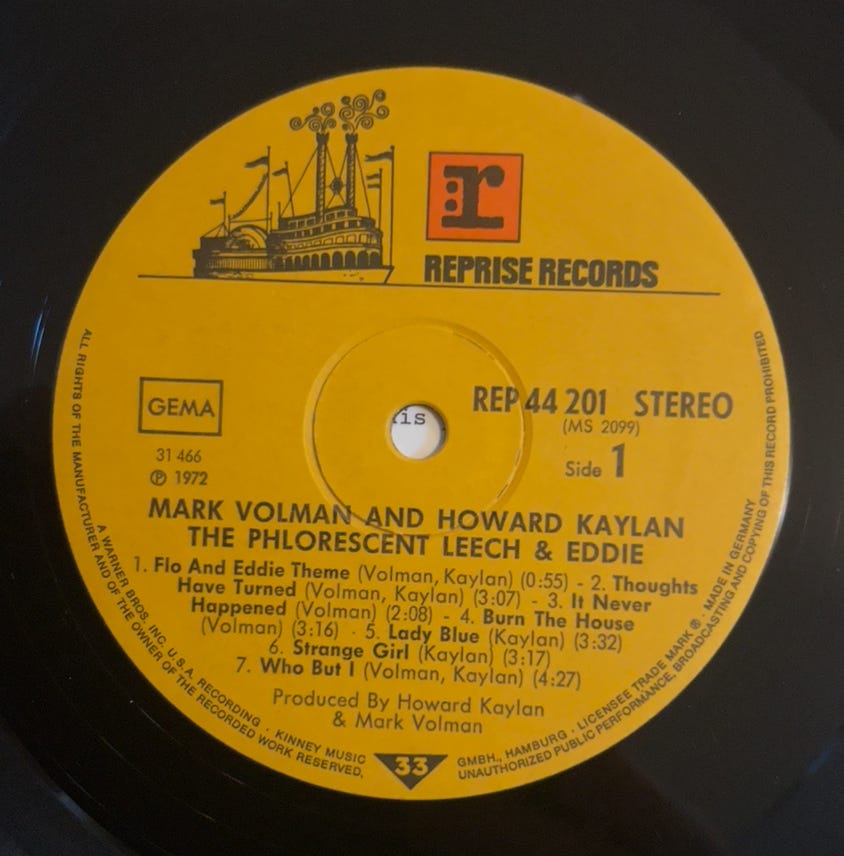 r
REPRISE RECORDS
GEMA
REP 44 201 STEREO
(MS 2099)
Side 1
31 466
℗ 1972
MARK VOLMAN AND HOWARD KAYLAN
THE PHLORESCENT LEECH & EDDIE
1. Flo And Eddie Theme (Volman, Kaylan) (0:55) - 2. Thoughts
Have Turned (Volman, Kaylan) (3:07) - 3. It Never
Happened (Volman) (2:08) - 4. Burn The House
(Volman) (3:16) · 5. Lady Blue (Kaylan) (3:32)
6. Strange Girl (Kaylan) (3:17)
7. Who But I (Volman, Kaylan) (4:27)
Produced By Howard Kaylan
& Mark Volman
33
ALL RIGHTS OF THE MANUFACTURER AND OF THE OWNER OF THE RECORDED WORK RESERVED,
UNAUTHORIZED PUBLIC PERFORMANCE, BROADCASTING AND COPYING OF THIS RECORD PROHIBITED
A WARNER BROS. INC. U.S.A. RECORDING · KINNEY MUSIC
GMBH., HAMBURG · LICENSEE TRADE MARK ® · MADE IN GERMANY